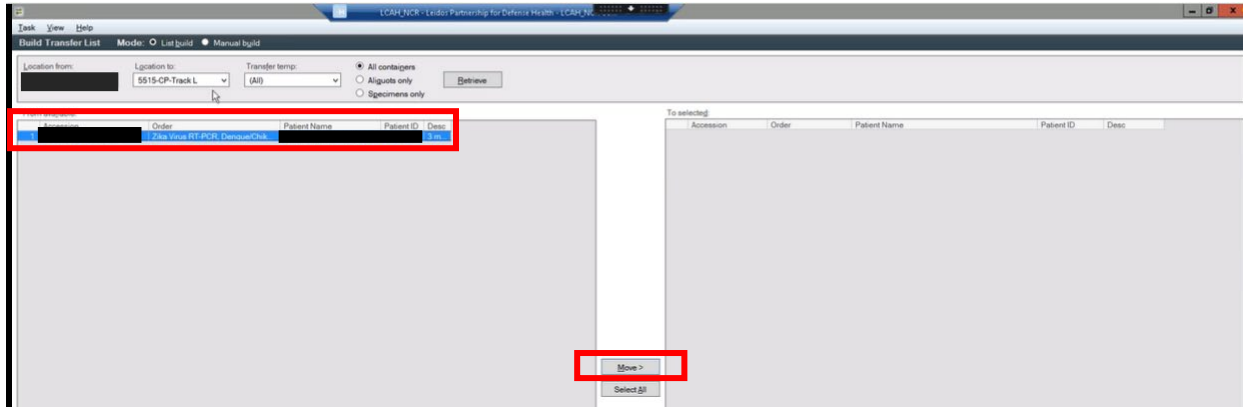 LCAH_NCR - Leidos Partnership for Defense Health - LCAH_NC
Task View Help
Build Transfer List Mode: List build Manual build
Location from: Location to: Transfer temp: All containers
5515-CP-Track L (All) Aliquots only Retrieve
Specimens only
From available: To selected:
Accession Order Patient Name Patient ID Desc Accession Order Patient Name Patient ID Desc
1 Zika Virus RT-PCR, Dengue/Chik... 3 m...
Move >
Select All